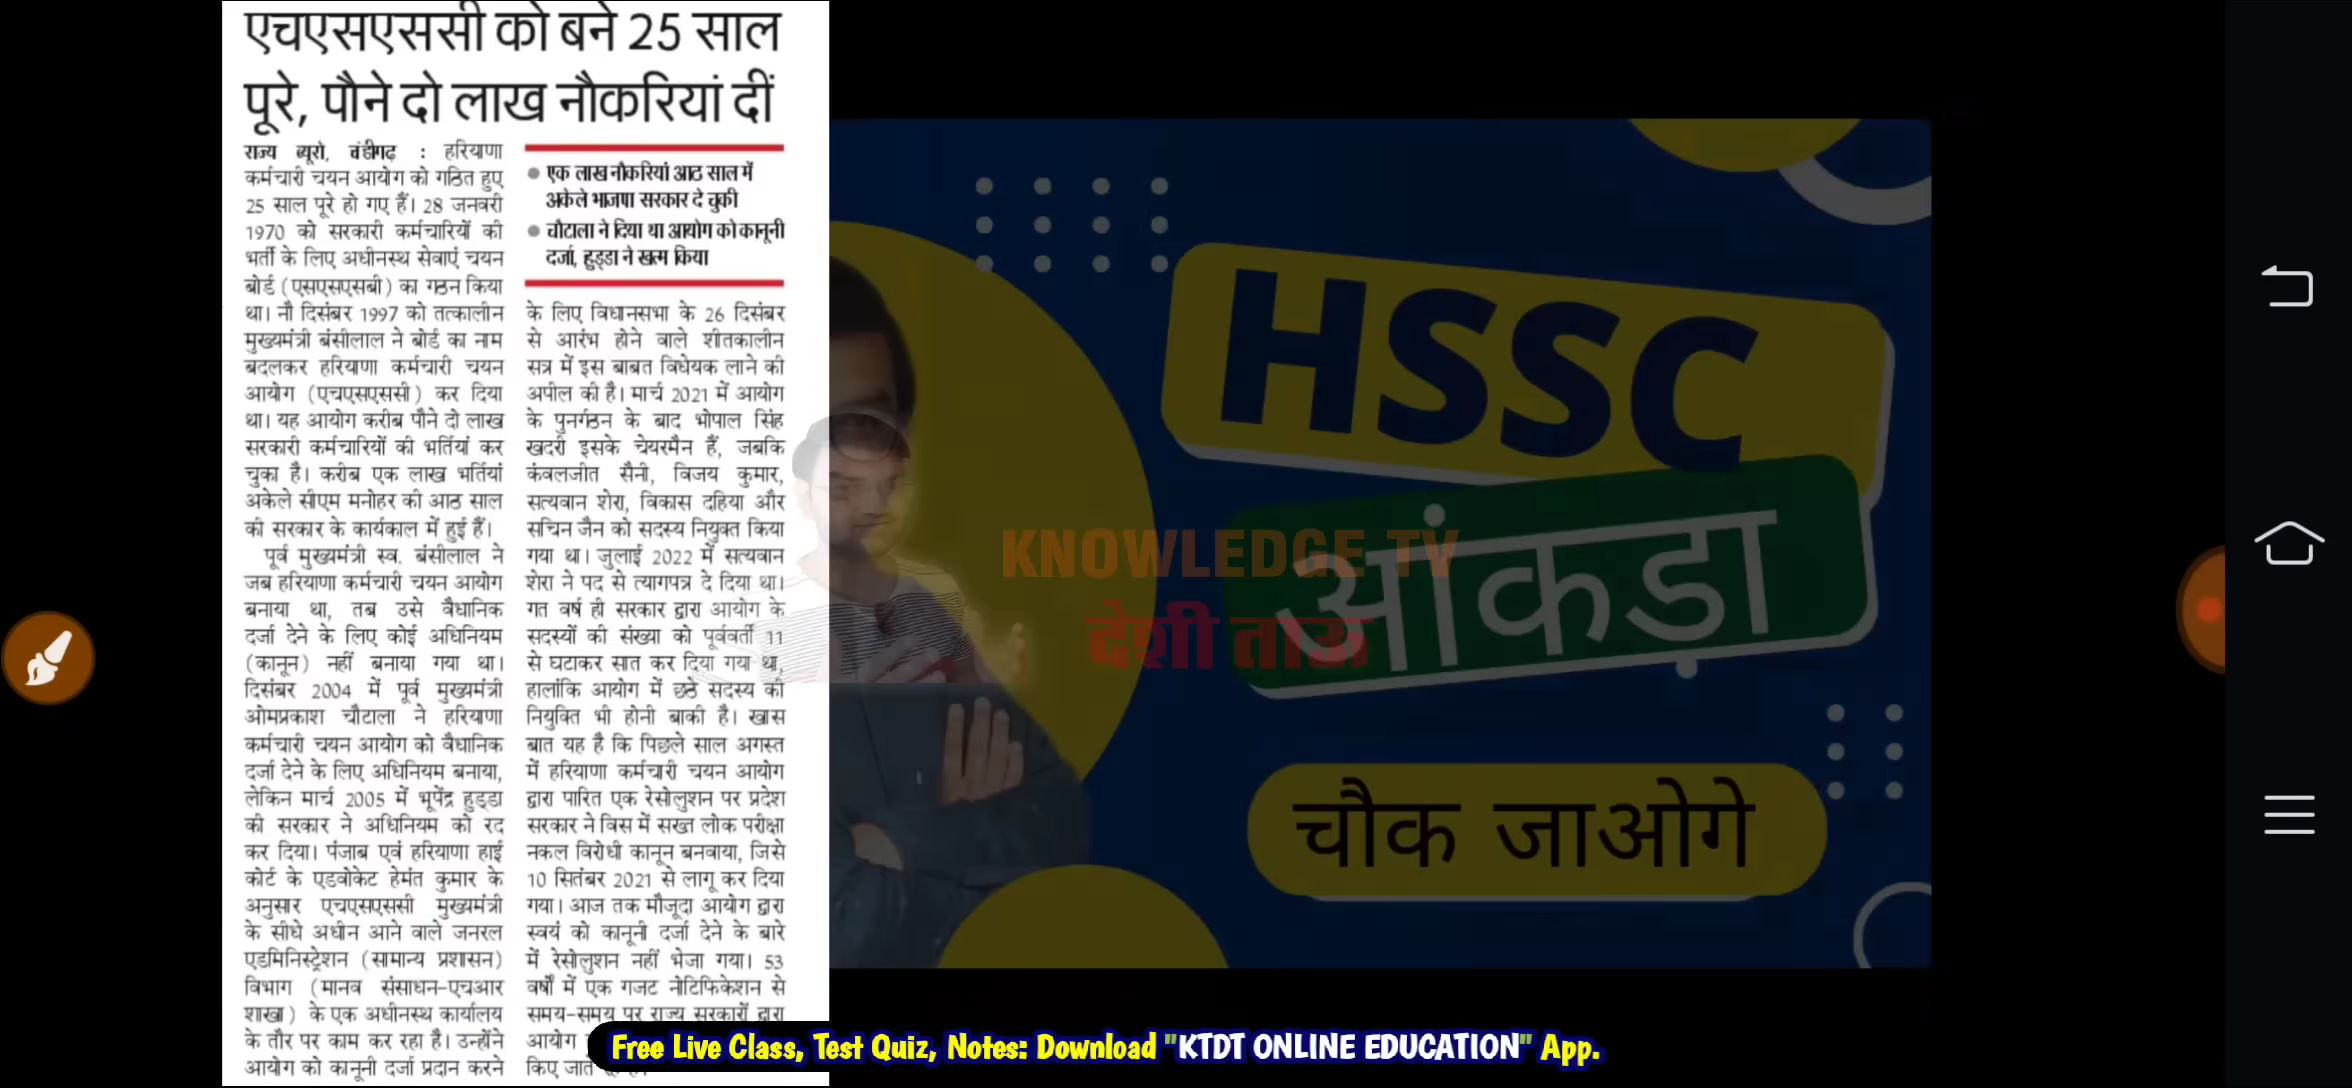 एचएसएससी को बने 25 साल
पूरे, पौने दो लाख नौकरियां दीं
राज्य ब्यूरो, चंडीगढ़ : हरियाणा
कर्मचारी चयन आयोग को गठित हुए
25 साल पूरे हो गए हैं। 28 जनवरी
1970 को सरकारी कर्मचारियों की
भर्ती के लिए अधीनस्थ सेवाएं चयन
बोर्ड (एसएसएसबी) का गठन किया
था। नौ दिसंबर 1997 को तत्कालीन
मुख्यमंत्री बंसीलाल ने बोर्ड का नाम
बदलकर हरियाणा कर्मचारी चयन
आयोग (एचएसएससी) कर दिया
था। यह आयोग करीब पौने दो लाख
सरकारी कर्मचारियों की भर्तियां कर
चुका है। करीब एक लाख भर्तियां
अकेले सीएम मनोहर की आठ साल
की सरकार के कार्यकाल में हुई हैं।
पूर्व मुख्यमंत्री स्व. बंसीलाल ने
जब हरियाणा कर्मचारी चयन आयोग
बनाया था, तब उसे वैधानिक
दर्जा देने के लिए कोई अधिनियम
(कानून) नहीं बनाया गया था।
दिसंबर 2004 में पूर्व मुख्यमंत्री
ओमप्रकाश चौटाला ने हरियाणा
कर्मचारी चयन आयोग को वैधानिक
दर्जा देने के लिए अधिनियम बनाया,
लेकिन मार्च 2005 में भूपेंद्र हुड्डा
की सरकार ने अधिनियम को रद
कर दिया। पंजाब एवं हरियाणा हाई
कोर्ट के एडवोकेट हेमंत कुमार के
अनुसार एचएसएससी मुख्यमंत्री
के सीधे अधीन आने वाले जनरल
एडमिनिस्ट्रेशन (सामान्य प्रशासन)
विभाग (मानव संसाधन-एचआर
शाखा) के एक अधीनस्थ कार्यालय
के तौर पर काम कर रहा है। उन्होंने
आयोग को कानूनी दर्जा प्रदान करने
एक लाख नौकरियां आठ साल में
अकेले भाजपा सरकार दे चुकी
चौटाला ने दिया था आयोग को कानूनी
दर्जा, हुड्डा ने खत्म किया
के लिए विधानसभा के 26 दिसंबर
से आरंभ होने वाले शीतकालीन
सत्र में इस बाबत विधेयक लाने की
अपील की है। मार्च 2021 में आयोग
के पुनर्गठन के बाद भोपाल सिंह
खदरी इसके चेयरमैन हैं, जबकि
कंवलजीत सैनी, विजय कुमार,
सत्यवान शेरा, विकास दहिया और
सचिन जैन को सदस्य नियुक्त किया
गया था। जुलाई 2022 में सत्यवान
शेरा ने पद से त्यागपत्र दे दिया था।
गत वर्ष ही सरकार द्वारा आयोग के
सदस्यों की संख्या को पूर्ववर्ती 11
से घटाकर सात कर दिया गया था,
हालांकि आयोग में छठे सदस्य की
नियुक्ति भी होनी बाकी है। खास
बात यह है कि पिछले साल अगस्त
में हरियाणा कर्मचारी चयन आयोग
द्वारा पारित एक रेसोलुशन पर प्रदेश
सरकार ने विस में सख्त लोक परीक्षा
नकल विरोधी कानून बनवाया, जिसे
10 सितंबर 2021 से लागू कर दिया
गया। आज तक मौजूदा आयोग द्वारा
स्वयं को कानूनी दर्जा देने के बारे
में रेसोलुशन नहीं भेजा गया। 53
वर्षों में एक गजट नोटिफिकेशन से
समय-समय पर राज्य सरकारों द्वारा
आयोग
किए जाते
HSSC
आंकड़ा
KNOWLEDGE TV
देशी ताऊ
चौक जाओगे
Free Live Class, Test Quiz, Notes: Download "KTDT ONLINE EDUCATION" App.